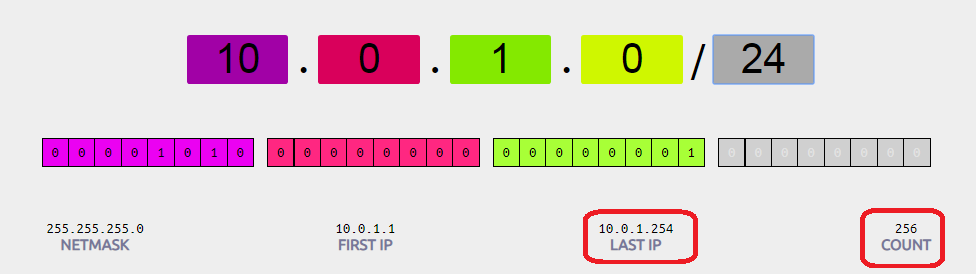 10 . 0 . 1 . 0 / 24
0 0 0 0 1 0 1 0 0 0 0 0 0 0 0 0 0 0 0 0 0 0 0 1 0 0 0 0 0 0 0 0
255.255.255.0 10.0.1.1 10.0.1.254 256
NETMASK FIRST IP LAST IP COUNT